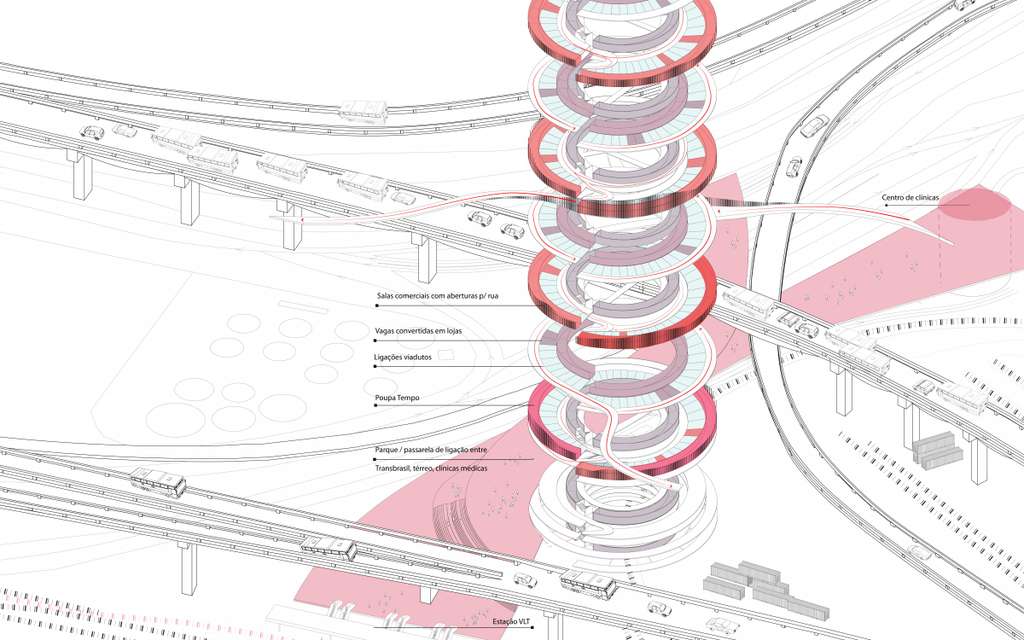 Centro de clínicas
Salas comerciais com aberturas p/ rua
Vagas convertidas em lojas
Ligações viadutos
Poupa Tempo
Parque / passarela de ligação entre
Transbrasil, térreo, clínicas médicas
Estação VLT